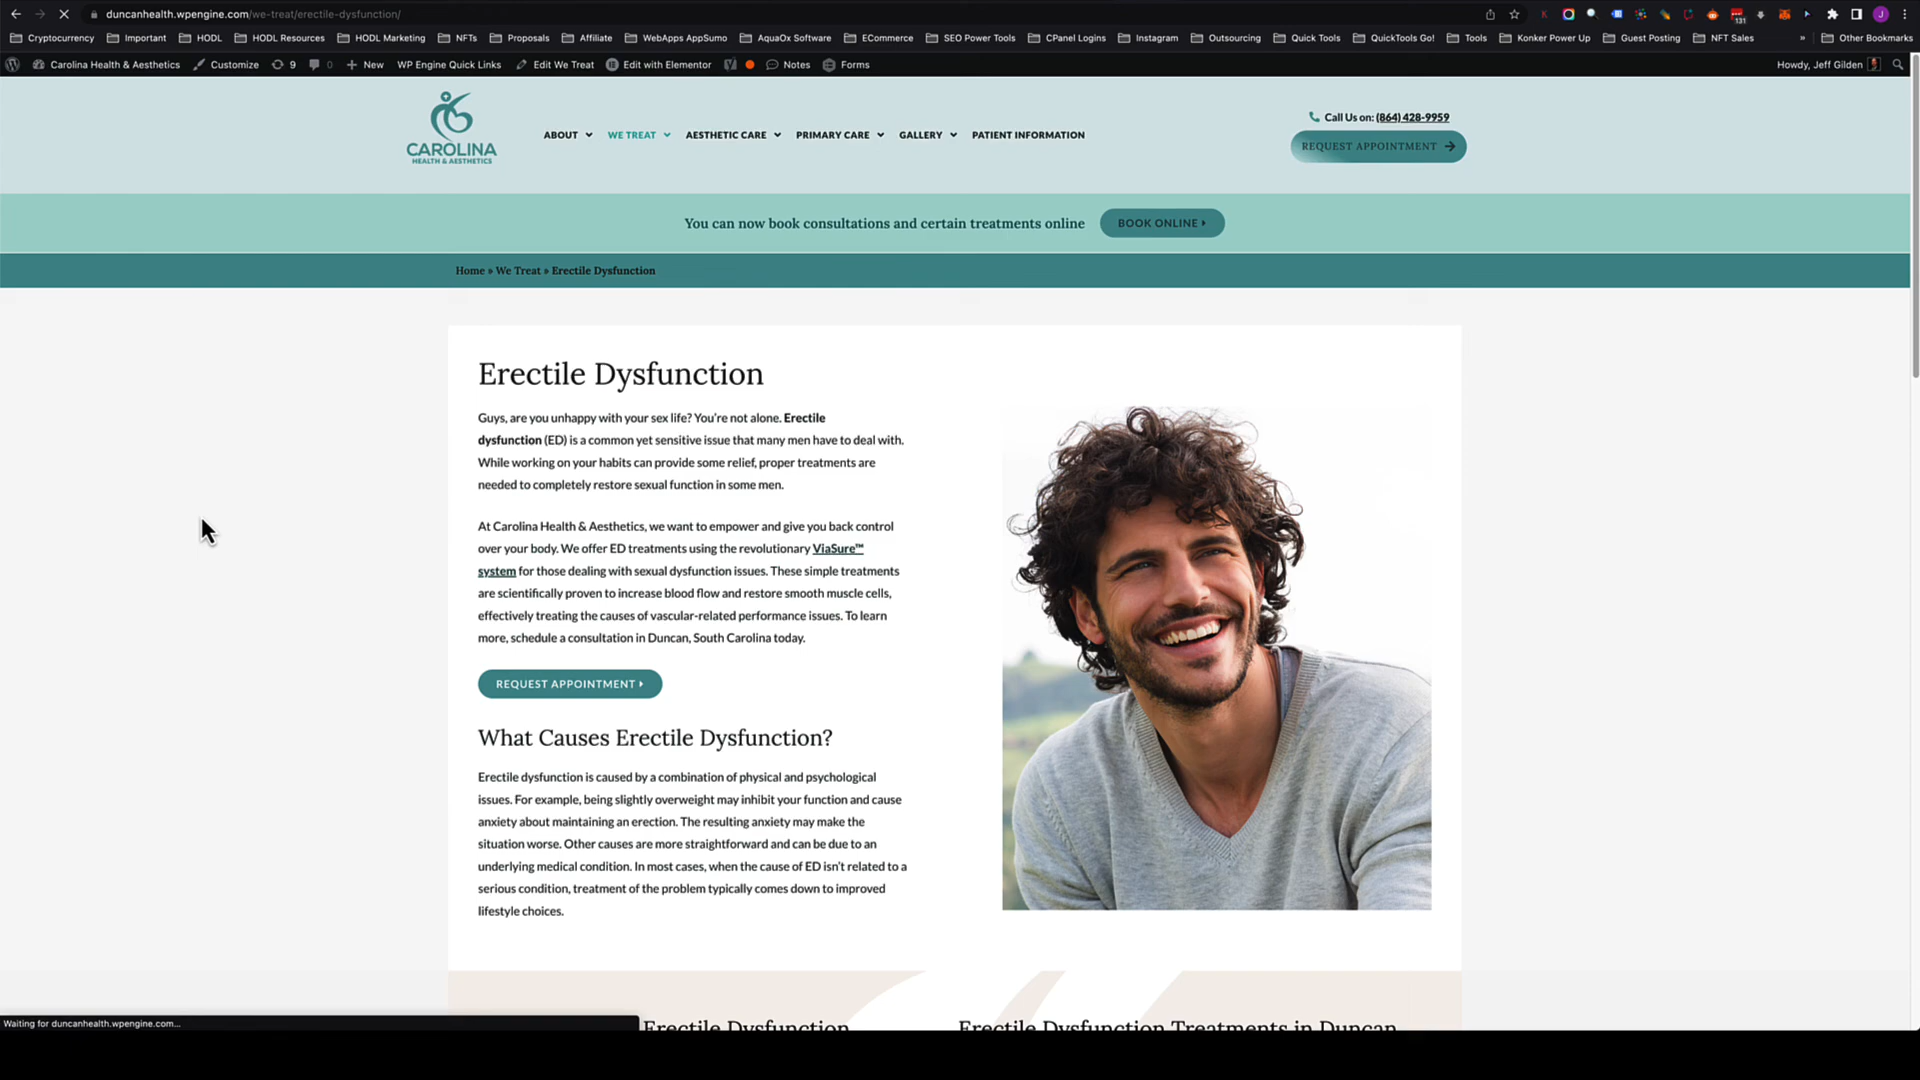 duncanhealth.wpengine.com/we-treat/erectile-dysfunction/
Cryptocurrency Important HODL HODL Resources HODL Marketing NFTs Proposals Affiliate WebApps AppSumo AquaOx Software ECommerce SEO Power Tools CPanel Logins Instagram Outsourcing Quick Tools QuickTools Go! Tools Konker Power Up Guest Posting NFT Sales » Other Bookmarks
Carolina Health & Aesthetics Customize 9 0 New WP Engine Quick Links Edit We Treat Edit with Elementor Notes Forms Howdy, Jeff Gilden
CAROLINA
HEALTH & AESTHETICS
ABOUT WE TREAT AESTHETIC CARE PRIMARY CARE GALLERY PATIENT INFORMATION
Call Us on: (864) 428-9959
REQUEST APPOINTMENT
You can now book consultations and certain treatments online BOOK ONLINE
Home » We Treat » Erectile Dysfunction
Erectile Dysfunction
Guys, are you unhappy with your sex life? You're not alone. Erectile
dysfunction (ED) is a common yet sensitive issue that many men have to deal with.
While working on your habits can provide some relief, proper treatments are
needed to completely restore sexual function in some men.
At Carolina Health & Aesthetics, we want to empower and give you back control
over your body. We offer ED treatments using the revolutionary ViaSure™
system for those dealing with sexual dysfunction issues. These simple treatments
are scientifically proven to increase blood flow and restore smooth muscle cells,
effectively treating the causes of vascular-related performance issues. To learn
more, schedule a consultation in Duncan, South Carolina today.
REQUEST APPOINTMENT
What Causes Erectile Dysfunction?
Erectile dysfunction is caused by a combination of physical and psychological
issues. For example, being slightly overweight may inhibit your function and cause
anxiety about maintaining an erection. The resulting anxiety may make the
situation worse. Other causes are more straightforward and can be due to an
underlying medical condition. In most cases, when the cause of ED isn't related to a
serious condition, treatment of the problem typically comes down to improved
lifestyle choices.
Waiting for duncanhealth.wpengine.com...
Erectile Dysfunction
Erectile Dysfunction Treatments in Duncan